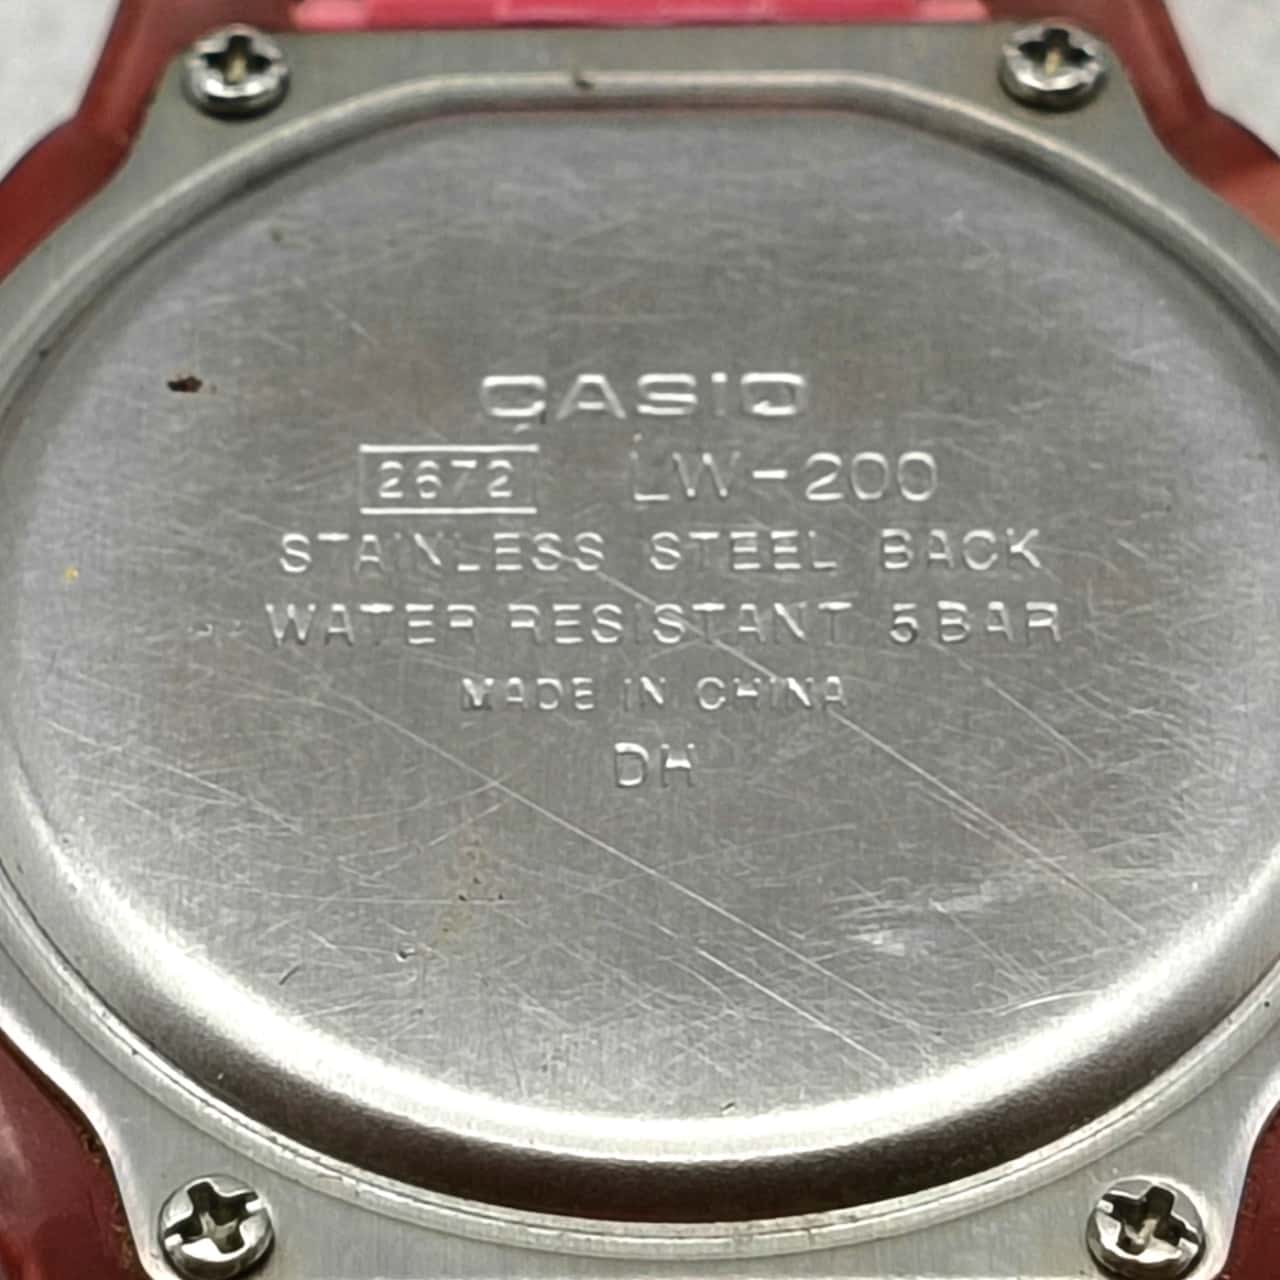 CASIO
2672 LW-200
STAINLESS STEEL BACK
WATER RESISTANT 5BAR
MADE IN CHINA
DH